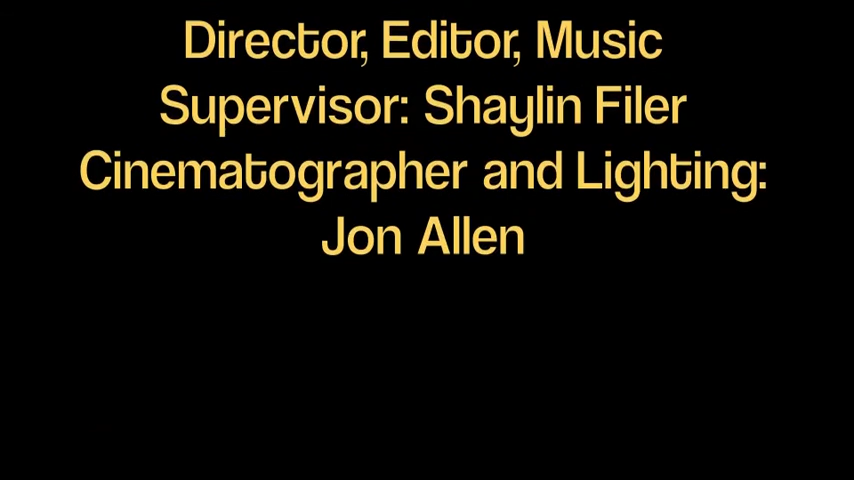 Director, Editor, Music
Supervisor: Shaylin Filer
Cinematographer and Lighting:
Jon Allen